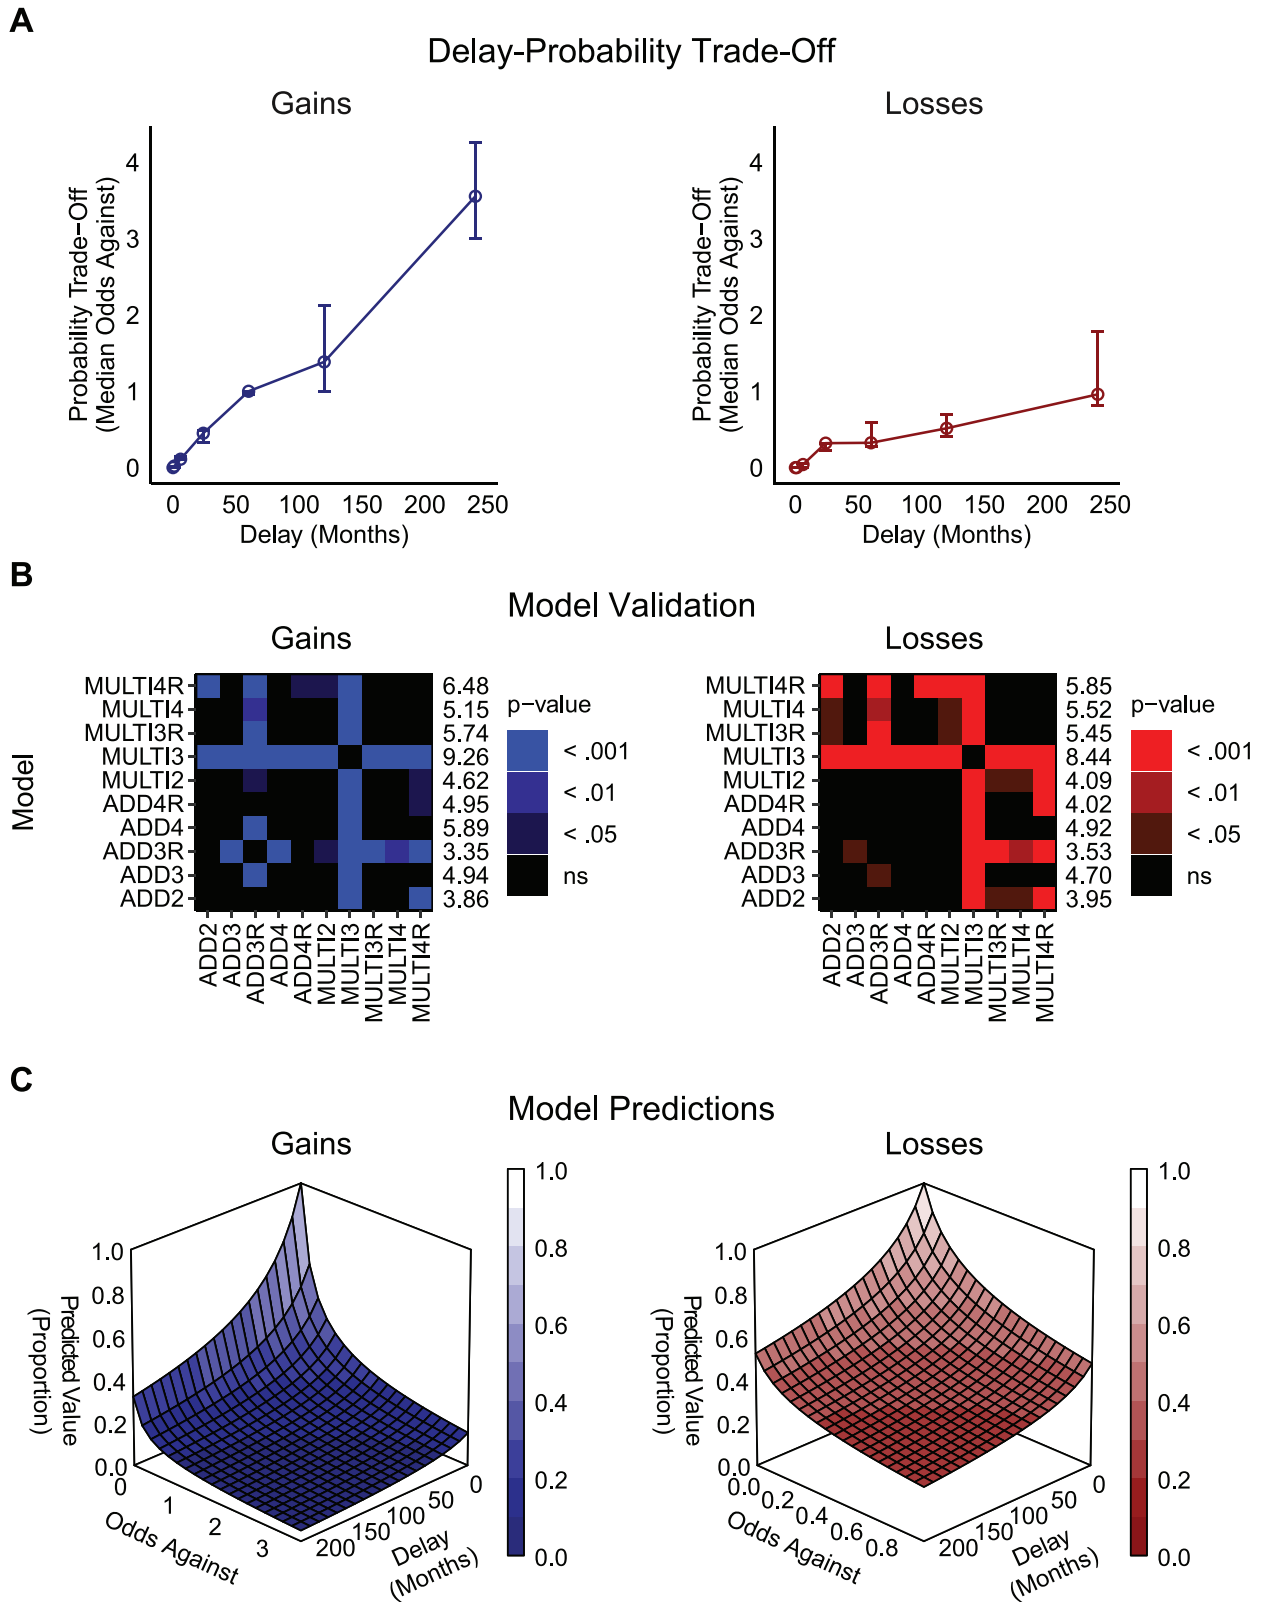 A
Delay-Probability Trade-Off
Gains
Losses
Probability Trade−Off
(Median Odds Against)
4
3
2
1
0
0 50 100 150 200 250
Delay (Months)
Probability Trade−Off
(Median Odds Against)
4
3
2
1
0
0 50 100 150 200 250
Delay (Months)
B
Model Validation
Gains
Losses
Model
MULTI4R 6.48
MULTI4 5.15
MULTI3R 5.74
MULTI3 9.26
MULTI2 4.62
ADD4R 4.95
ADD4 5.89
ADD3R 3.35
ADD3 4.94
ADD2 3.86
ADD2
ADD3
ADD3R
ADD4
ADD4R
MULTI2
MULTI3
MULTI3R
MULTI4
MULTI4R
p−value
< .001
< .01
< .05
ns
MULTI4R 5.85
MULTI4 5.52
MULTI3R 5.45
MULTI3 8.44
MULTI2 4.09
ADD4R 4.02
ADD4 4.92
ADD3R 3.53
ADD3 4.70
ADD2 3.95
ADD2
ADD3
ADD3R
ADD4
ADD4R
MULTI2
MULTI3
MULTI3R
MULTI4
MULTI4R
p−value
< .001
< .01
< .05
ns
C
Model Predictions
Gains
Losses
Predicted Value
(Proportion)
1.0
0.8
0.6
0.4
0.2
0.0
0 1 2 3
Odds Against
200 150 100 50 0
Delay
(Months)
1.0
0.8
0.6
0.4
0.2
0.0
Predicted Value
(Proportion)
1.0
0.8
0.6
0.4
0.2
0.0
0.0 0.2 0.4 0.6 0.8
Odds Against
200 150 100 50 0
Delay
(Months)
1.0
0.8
0.6
0.4
0.2
0.0